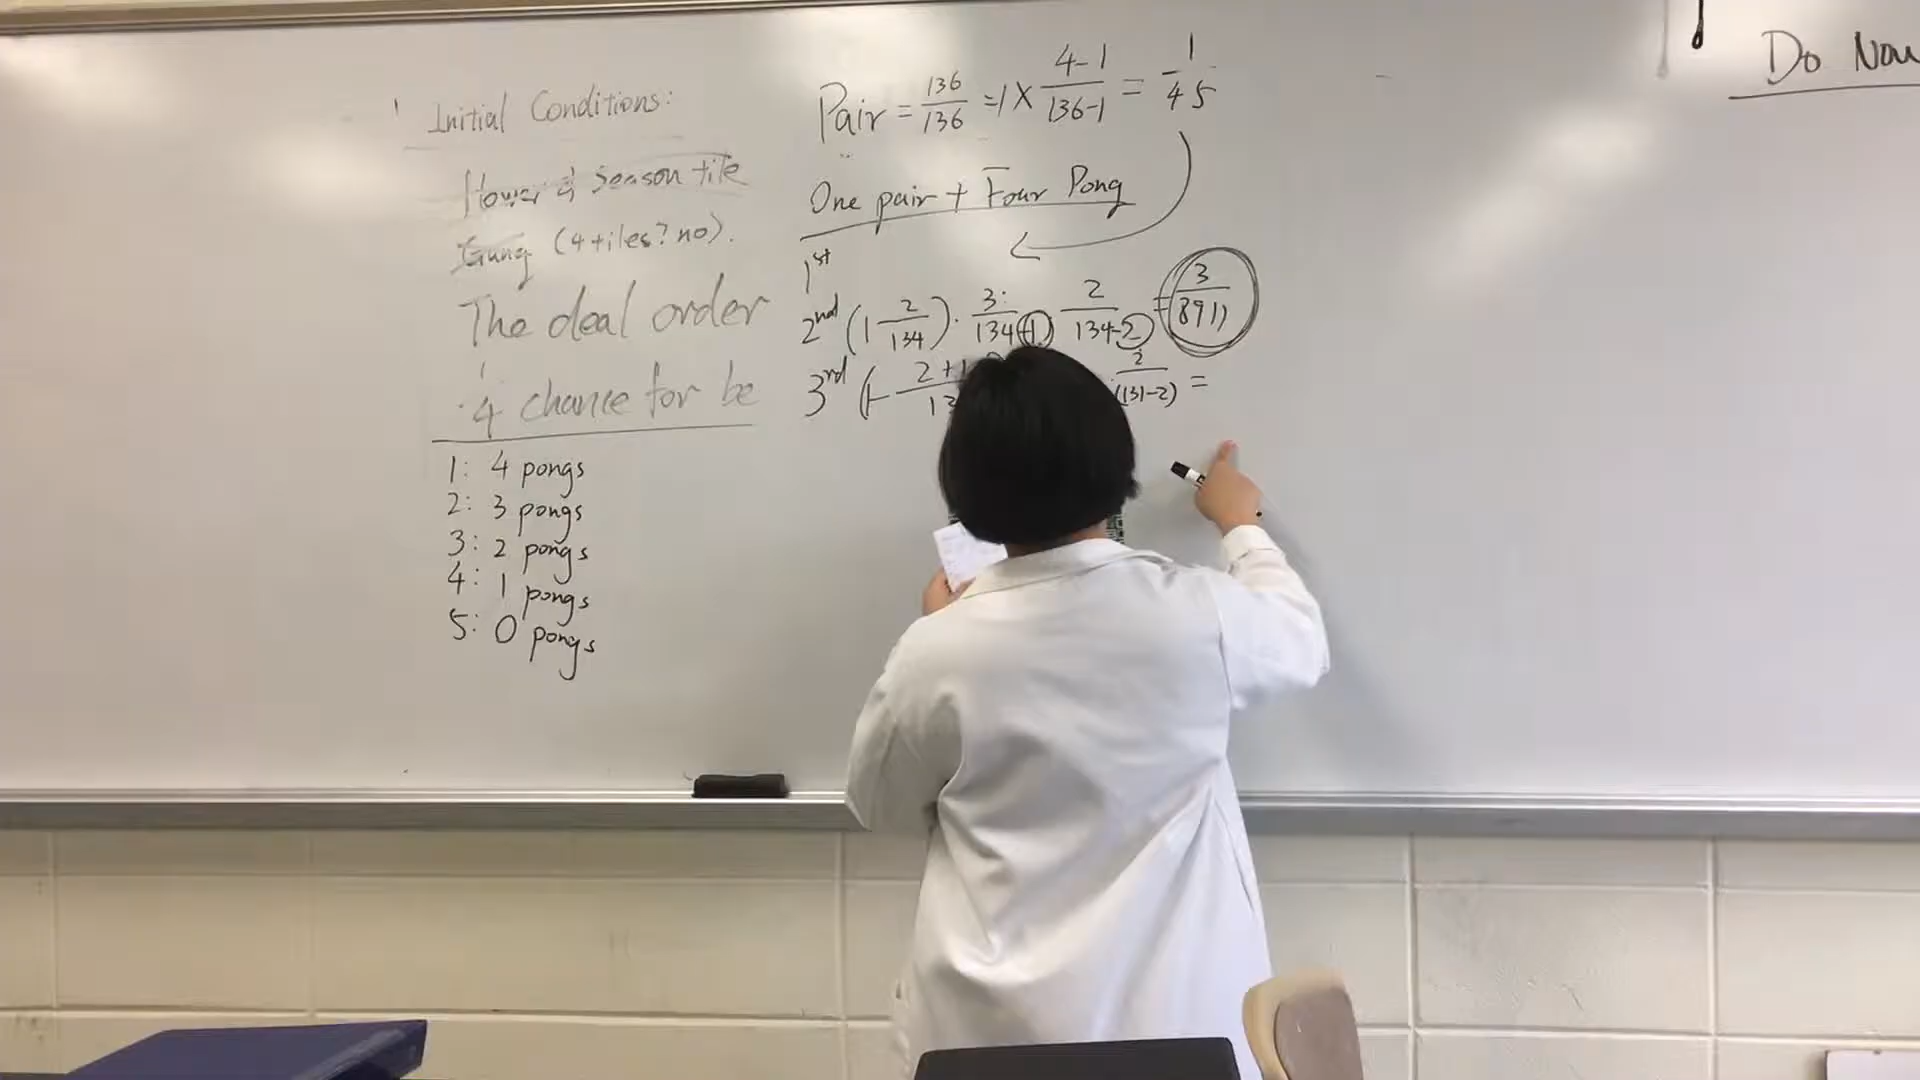 Initial Conditions:
Flower & Season tile
Gung (4 tiles? no).
The deal order
1/4 chance for be
1: 4 pongs
2: 3 pongs
3: 2 pongs
4: 1 pongs
5: 0 pongs
Pair = 136/136 = 1 × 4-1/136-1 = 1/45
One pair + Four Pong
1st
2nd (1 2/134) · 3/134-1 2/134-2 = 3/8911
3rd (1- 2+1 2/(131-2) =
Do Now